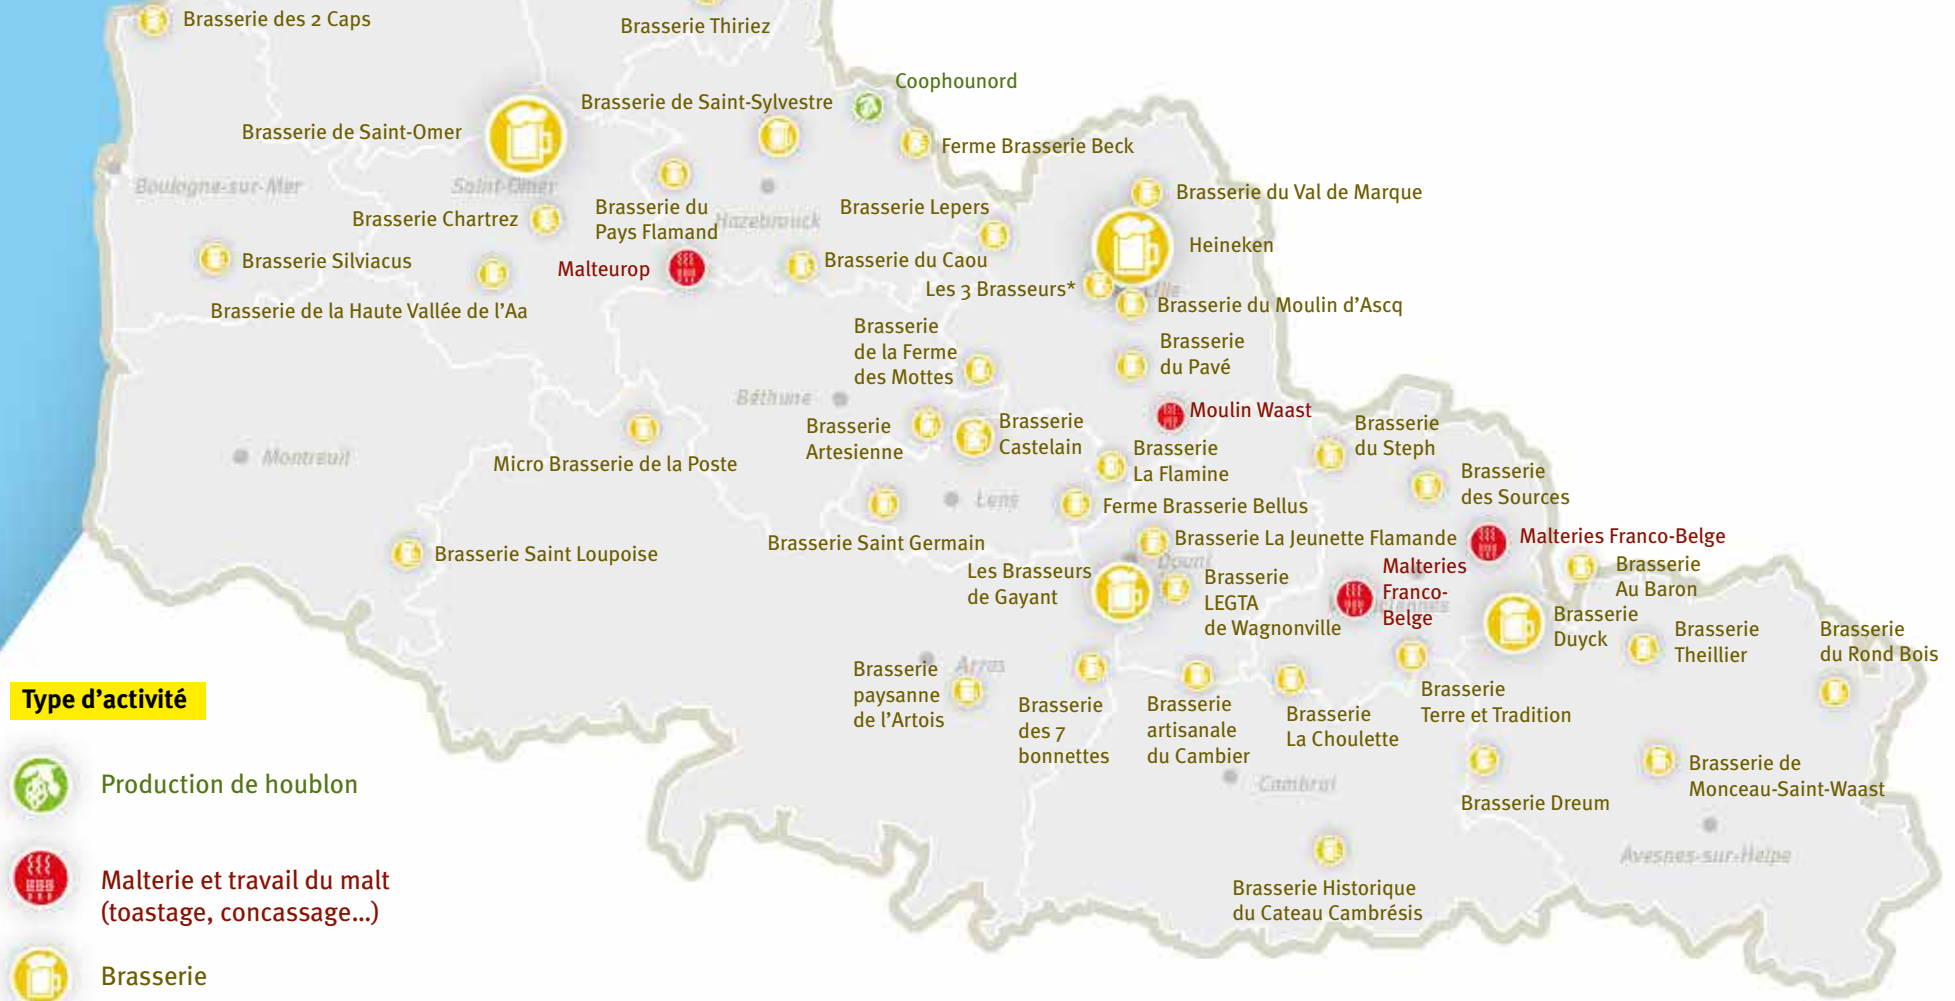 Brasserie des 2 Caps
Brasserie Thiriez
Coophounord
Brasserie de Saint-Sylvestre
Brasserie de Saint-Omer
Ferme Brasserie Beck
Boulogne-sur-Mer
Saint-Omer
Brasserie du Val de Marque
Brasserie Chartrez
Brasserie du
Pays Flamand
Hazebrouck
Brasserie Lepers
Heineken
Brasserie Silviacus
Malteurop
Brasserie du Caou
Les 3 Brasseurs*
Lille
Brasserie de la Haute Vallée de l'Aa
Brasserie du Moulin d'Ascq
Brasserie
de la Ferme
des Mottes
Brasserie
du Pavé
Béthune
Moulin Waast
Brasserie
Artesienne
Brasserie
Castelain
Brasserie
du Steph
Montreuil
Micro Brasserie de la Poste
Brasserie
La Flamine
Brasserie
des Sources
Lens
Ferme Brasserie Bellus
Brasserie Saint Loupoise
Brasserie Saint Germain
Brasserie La Jeunette Flamande
Malteries Franco-Belge
Douai
Les Brasseurs
de Gayant
Brasserie
LEGTA
de Wagnonville
Malteries
Franco-
Belge
Brasserie
Au Baron
Brasserie
Duyck
Brasserie
Theillier
Brasserie
du Rond Bois
Arras
Brasserie
paysanne
de l'Artois
Brasserie
des 7
bonnettes
Brasserie
artisanale
du Cambier
Brasserie
La Choulette
Brasserie
Terre et Tradition
Cambrai
Brasserie Dreum
Brasserie de
Monceau-Saint-Waast
Avesnes-sur-Helpe
Brasserie Historique
du Cateau Cambrésis
Type d'activité
Production de houblon
Malterie et travail du malt
(toastage, concassage...)
Brasserie